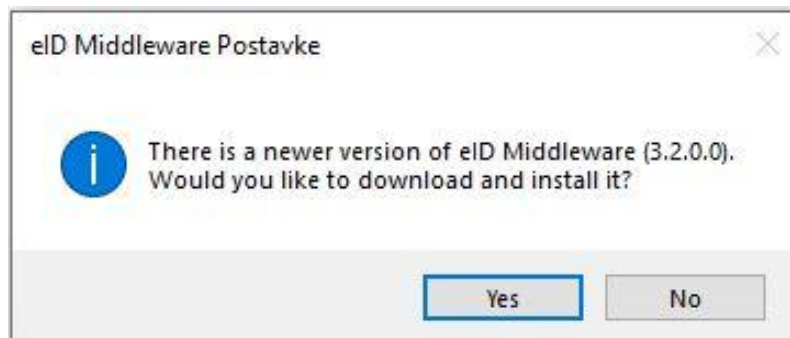 eID Middleware Postavke
There is a newer version of eID Middleware (3.2.0.0).
Would you like to download and install it?
Yes
No